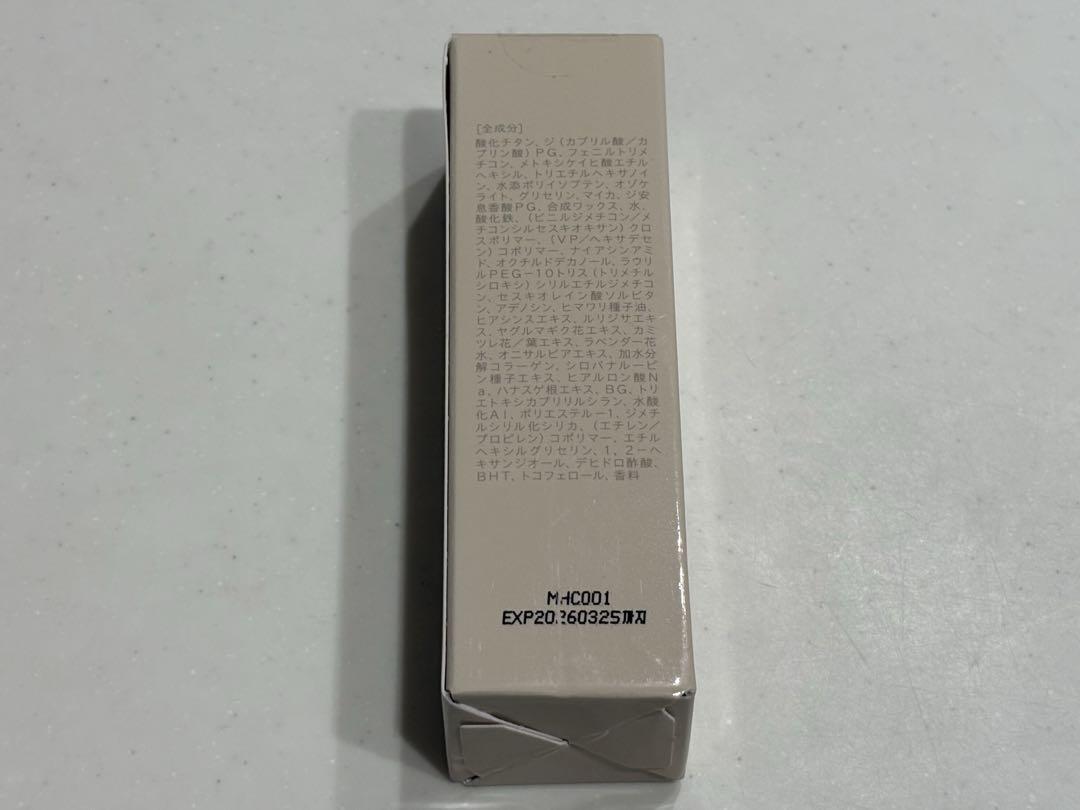 [全成分]
酸化チタン、ジ(カプリル酸/カ
プリン酸)PG、フェニルトリメ
チコン、メトキシケイヒ酸エチル
ヘキシル、トリエチルヘキサノイ
ン、水添ポリイソブテン、オゾケ
ライト、グリセリン、マイカ、ジ安
息香酸PG、合成ワックス、水、
酸化鉄、(ビニルジメチコン/メ
チコンシルセスキオキサン)クロ
スポリマー、(VP/ヘキサデセ
ン)コポリマー、ナイアシンアミ
ド、オクチルドデカノール、ラウリ
ルPEG-10トリス(トリメチル
シロキシ)シリルエチルジメチコ
ン、セスキオレイン酸ソルビタ
ン、アデノシン、ヒマワリ種子油、
ヒアシンスエキス、ルリジサエキ
ス、ヤグルマギク花エキス、カミ
ツレ花/葉エキス、ラベンダー花
水、オニサルビアエキス、加水分
解コラーゲン、シロバナルーピ
ン種子エキス、ヒアルロン酸N
a、ハナスゲ根エキス、BG、トリ
エトキシカプリリルシラン、水酸
化Al、ポリエステル-1、ジメチ
ルシリル化シリカ、(エチレン/
プロピレン)コポリマー、エチル
ヘキシルグリセリン、1,2-ヘ
キサンジオール、デヒドロ酢酸、
BHT、トコフェロール、香料
MHC001
EXP20260325까지